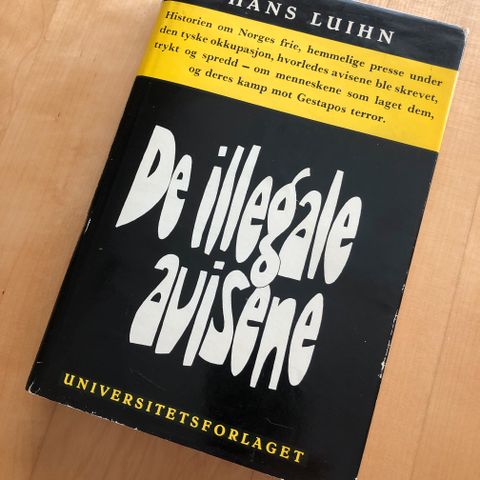 HANS LUIHN
Historien om Norges frie, hemmelige presse under
den tyske okkupasjon, hvorledes avisene ble skrevet,
trykt og spredd — om menneskene som laget dem,
og deres kamp mot Gestapos terror.
De illegale
avisene
UNIVERSITETSFORLAGET